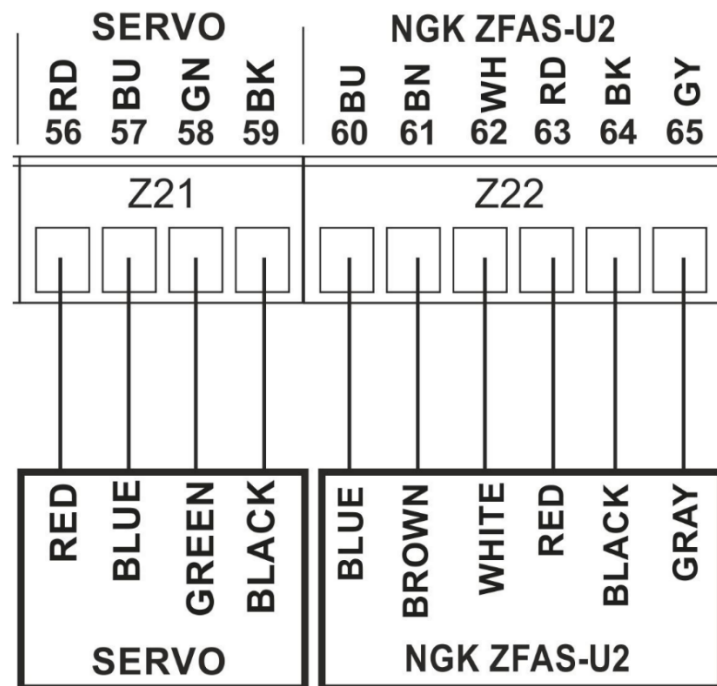 SERVO NGK ZFAS-U2
RD BU GN BK BU BN WH RD BK GY
56 57 58 59 60 61 62 63 64 65
Z21 Z22
RED BLUE GREEN BLACK BLUE BROWN WHITE RED BLACK GRAY
SERVO NGK ZFAS-U2